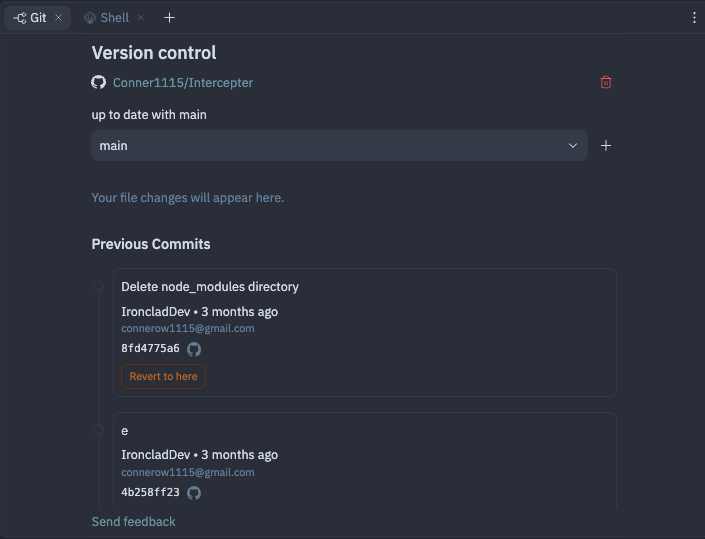 Git
Shell
Version control
Conner1115/Intercepter
up to date with main
main
Your file changes will appear here.
Previous Commits
Delete node_modules directory
IroncladDev • 3 months ago
connerow1115@gmail.com
8fd4775a6
Revert to here
e
IroncladDev • 3 months ago
connerow1115@gmail.com
4b258ff23
Send feedback